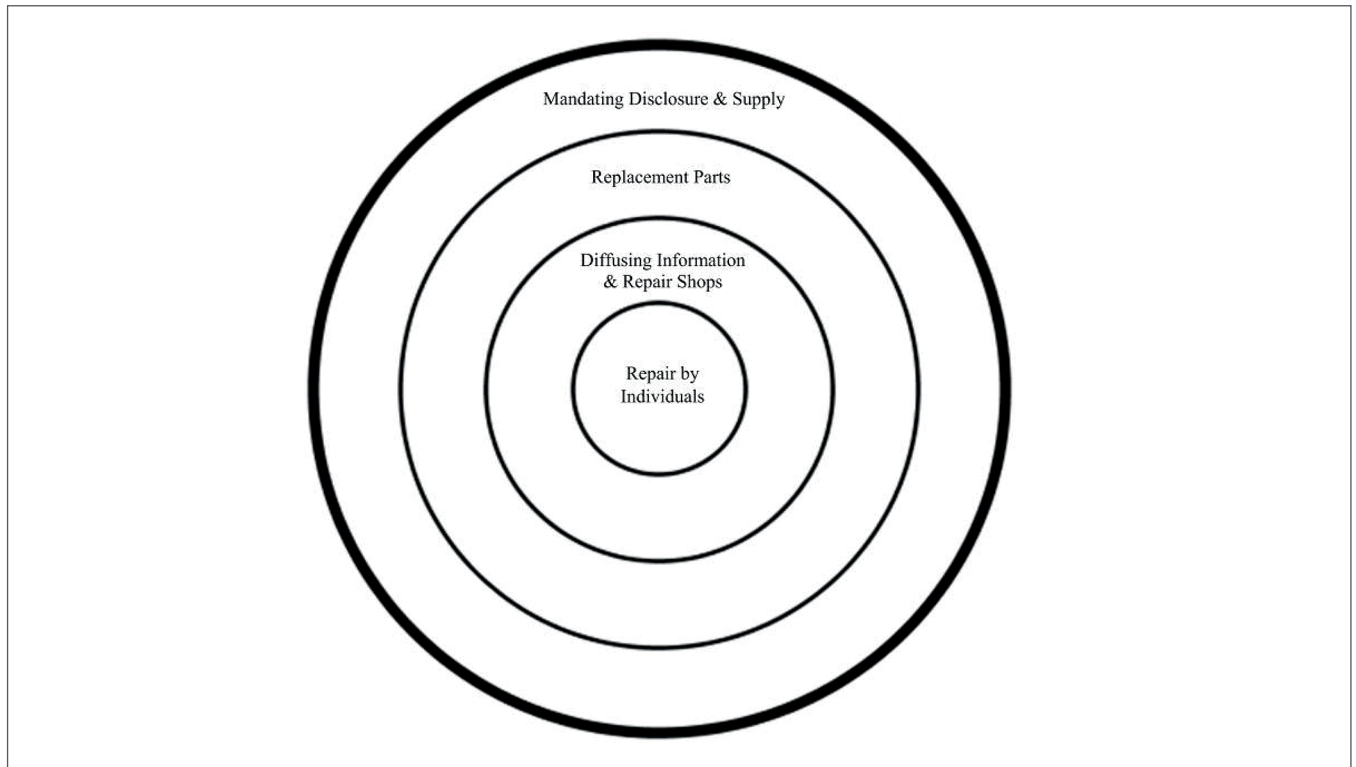 Mandating Disclosure & Supply
Replacement Parts
Diffusing Information
& Repair Shops
Repair by
Individuals